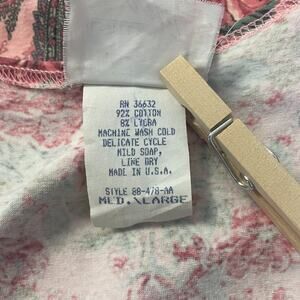 RN 36632
92% COTTON
8% LYCRA
MACHINE WASH COLD
DELICATE CYCLE
MILD SOAP,
LINE DRY
MADE IN U.S.A.
STYLE 88-478-AA
MED.\LARGE